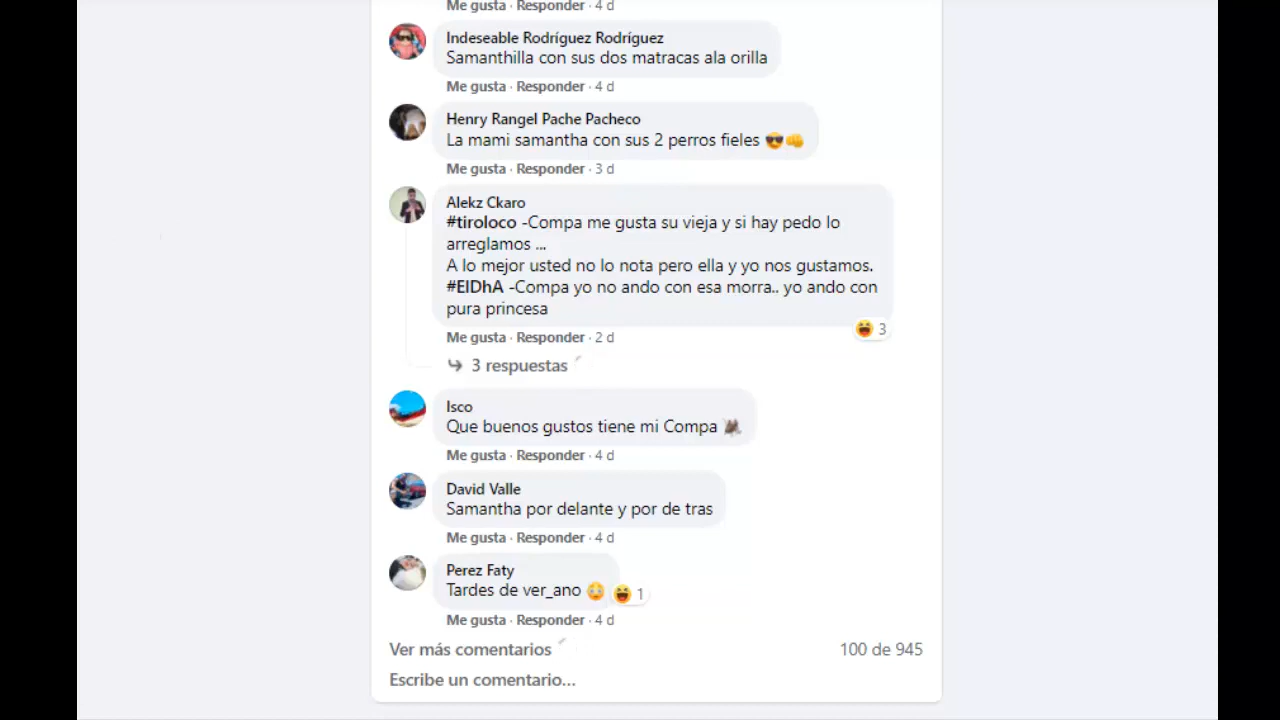 Me gusta · Responder · 4 d
Indeseable Rodríguez Rodríguez
Samanthilla con sus dos matracas ala orilla
Me gusta · Responder · 4 d
Henry Rangel Pache Pacheco
La mami samantha con sus 2 perros fieles 😎👊
Me gusta · Responder · 3 d
Alekz Ckaro
#tiroloco -Compa me gusta su vieja y si hay pedo lo
arreglamos ...
A lo mejor usted no lo nota pero ella y yo nos gustamos.
#ElDhA -Compa yo no ando con esa morra.. yo ando con
pura princesa
3
Me gusta · Responder · 2 d
3 respuestas
Isco
Que buenos gustos tiene mi Compa
Me gusta · Responder · 4 d
David Valle
Samantha por delante y por de tras
Me gusta · Responder · 4 d
Perez Faty
Tardes de ver_ano 😳
1
Me gusta · Responder · 4 d
Ver más comentarios
100 de 945
Escribe un comentario...